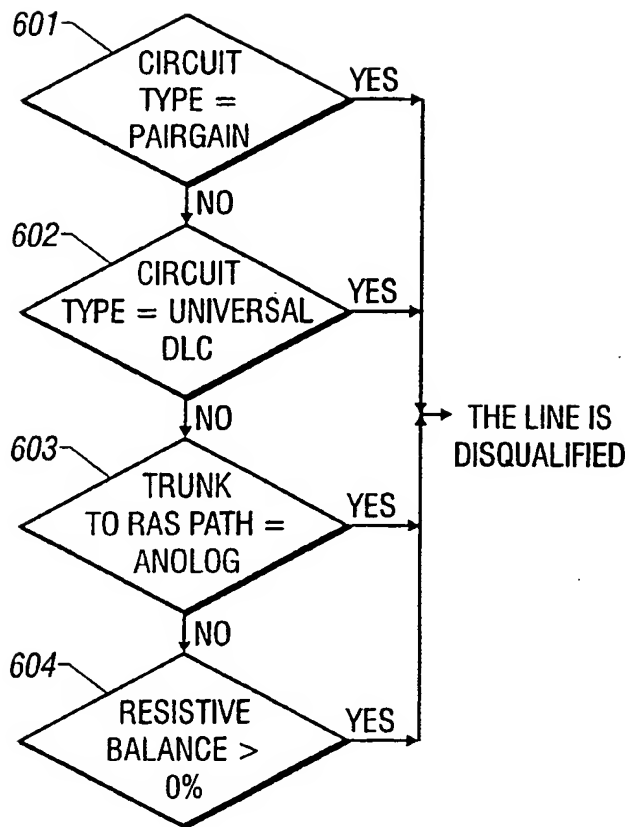 601
CIRCUIT
TYPE =
PAIRGAIN
YES
NO
602
CIRCUIT
TYPE = UNIVERSAL
DLC
YES
NO
THE LINE IS
DISQUALIFIED
603
TRUNK
TO RAS PATH =
ANOLOG
YES
NO
604
RESISTIVE
BALANCE >
0%
YES